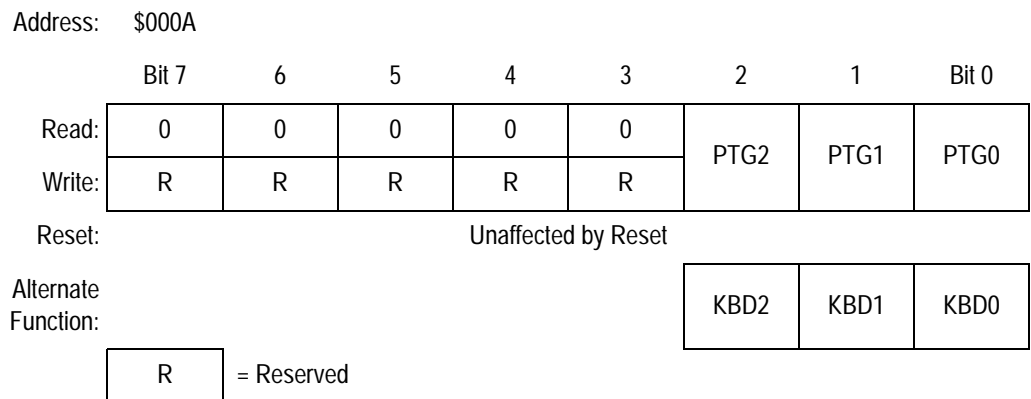 Address: $000A
Bit 7 6 5 4 3 2 1 Bit 0
Read: 0 0 0 0 0 PTG2 PTG1 PTG0
Write: R R R R R
Reset: Unaffected by Reset
Alternate
Function: KBD2 KBD1 KBD0
R = Reserved